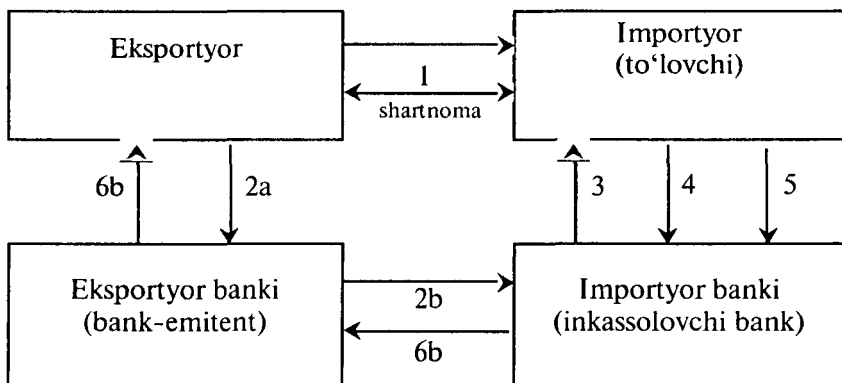 Eksportyor
Importyor
(to‘lovchi)
1
shartnoma
6b
2a
3
4
5
Eksportyor banki
(bank-emitent)
2b
6b
Importyor banki
(inkassolovchi bank)